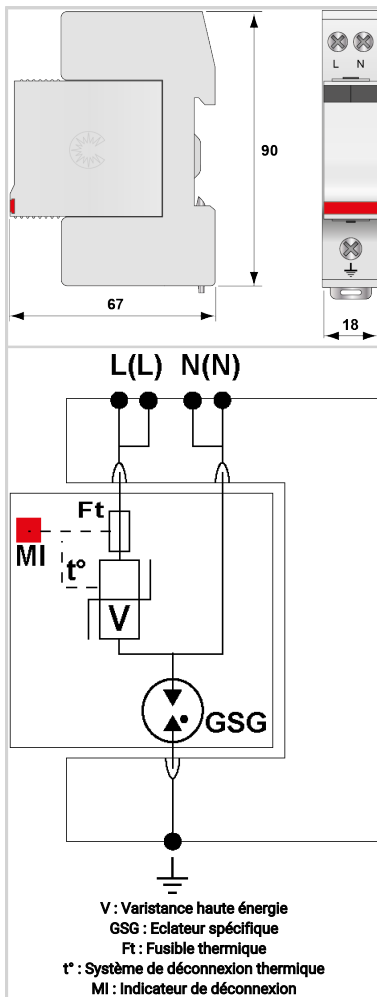 L N
90
67
18
L(L) N(N)
Ft
MI
t°
V
GSG
V : Varistance haute énergie
GSG : Eclateur spécifique
Ft : Fusible thermique
t° : Système de déconnexion thermique
MI : Indicateur de déconnexion